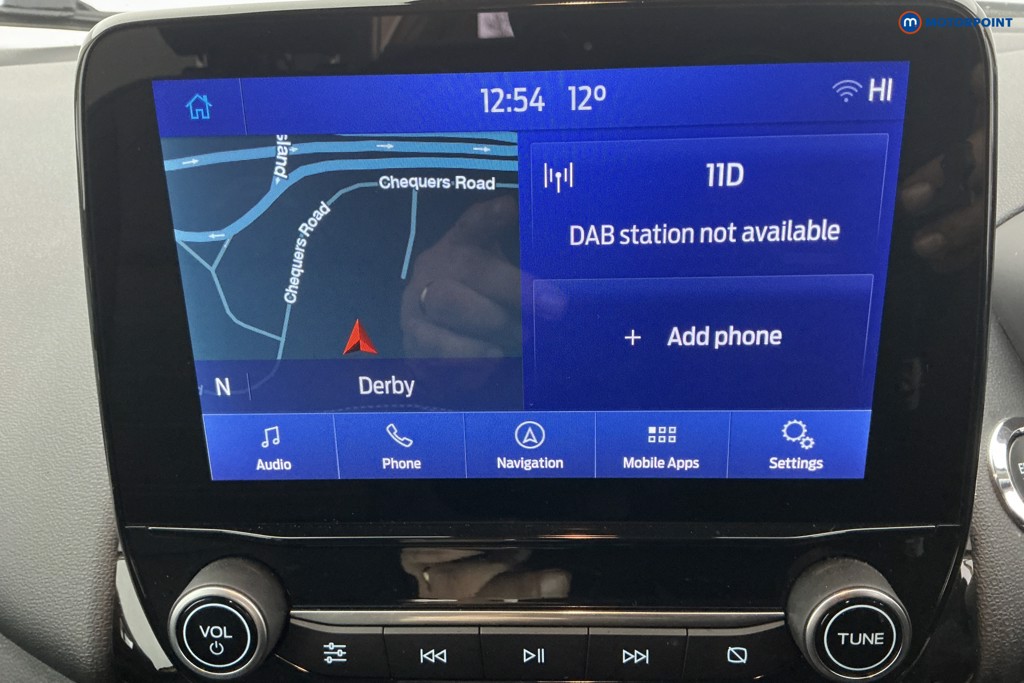 MOTORPOINT
12:54 12°
HI
sland
Chequers Road
Chequers Road
N
Derby
11D
DAB station not available
+ Add phone
Audio
Phone
Navigation
Mobile Apps
Settings
VOL
TUNE